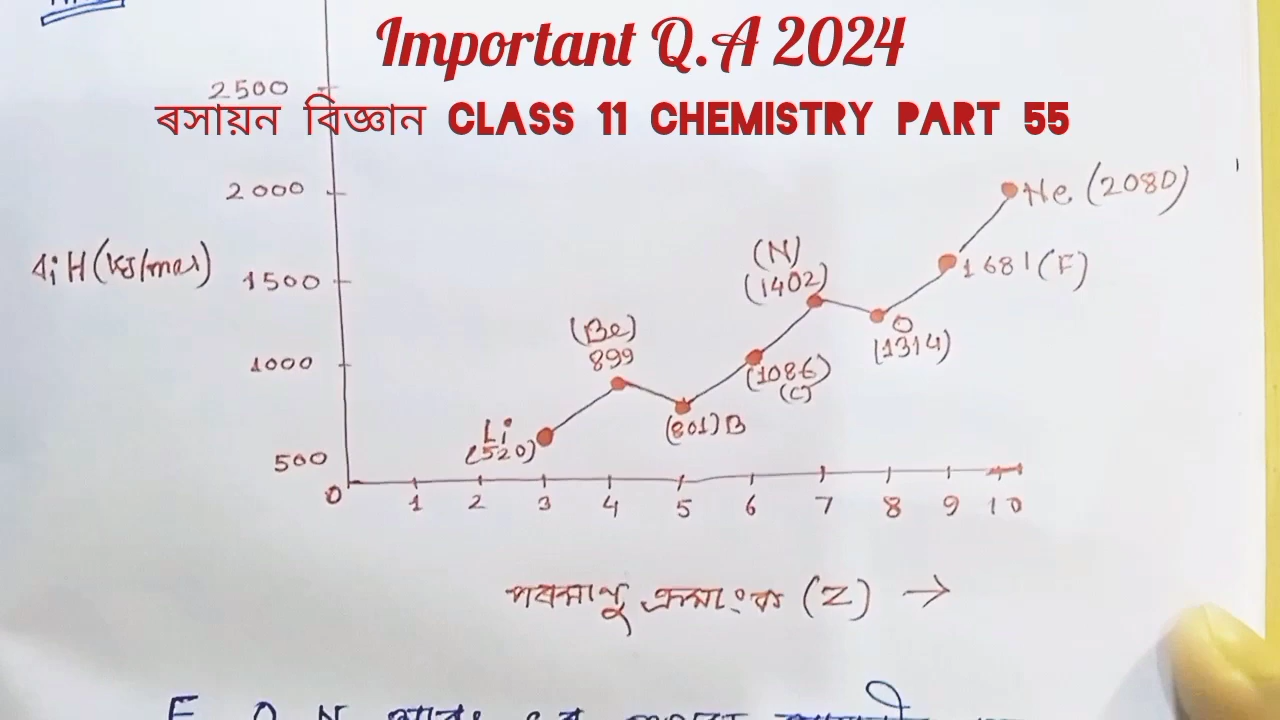 Important Q.A 2024
2500
ৰসায়ন বিজ্ঞান CLASS 11 CHEMISTRY PART 55
2000
Ne (2080)
(N)
ΔiH (kJ/mol)
1500
(1402)
1681 (F)
(Be)
899
O
(1314)
1000
(1086)
(C)
Li
(520)
(801) B
500
0
1 2 3 4 5 6 7 8 9 10
পৰমাণু ক্ৰমাংক (Z) →
F, O, N